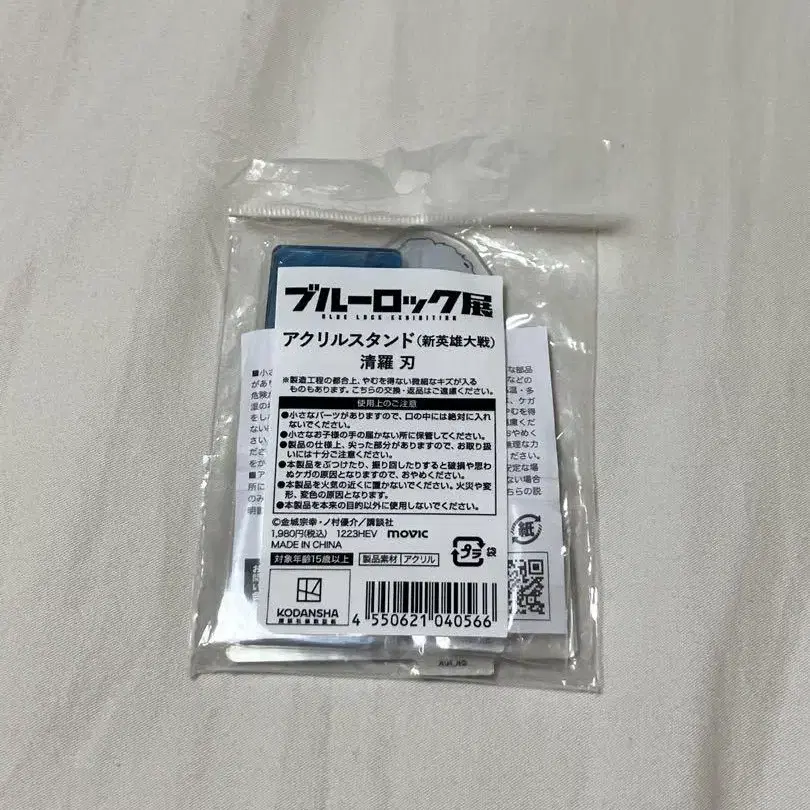 ブルーロック展
BLUE LOCK EXHIBITION
アクリルスタンド(新英雄大戦)
清羅 刃
※製造工程の都合上、やむを得ない微細なキズが入る
ものもあります。こちらの交換・返品はご遠慮ください。
使用上のご注意
●小さなパーツがありますので、口の中には絶対に入れ
ないでください。
●小さなお子様の手の届かない所に保管してください。
●製品の仕様上、尖った部分がありますので、お取り扱
いには十分ご注意ください。
●本製品をぶつけたり、振り回したりすると破損や思わ
ぬケガの原因となりますので、おやめください。
●本製品を火気の近くに置かないでください。火災や変
形、変色の原因となります。
●本製品を本来の目的以外に使用しないでください。
©金城宗幸・ノ村優介/講談社
1,980円(税込) 1223HEV movic
MADE IN CHINA
対象年齢15歳以上 製品素材 アクリル
プラ 袋
KODANSHA
4 550621 040566
紙